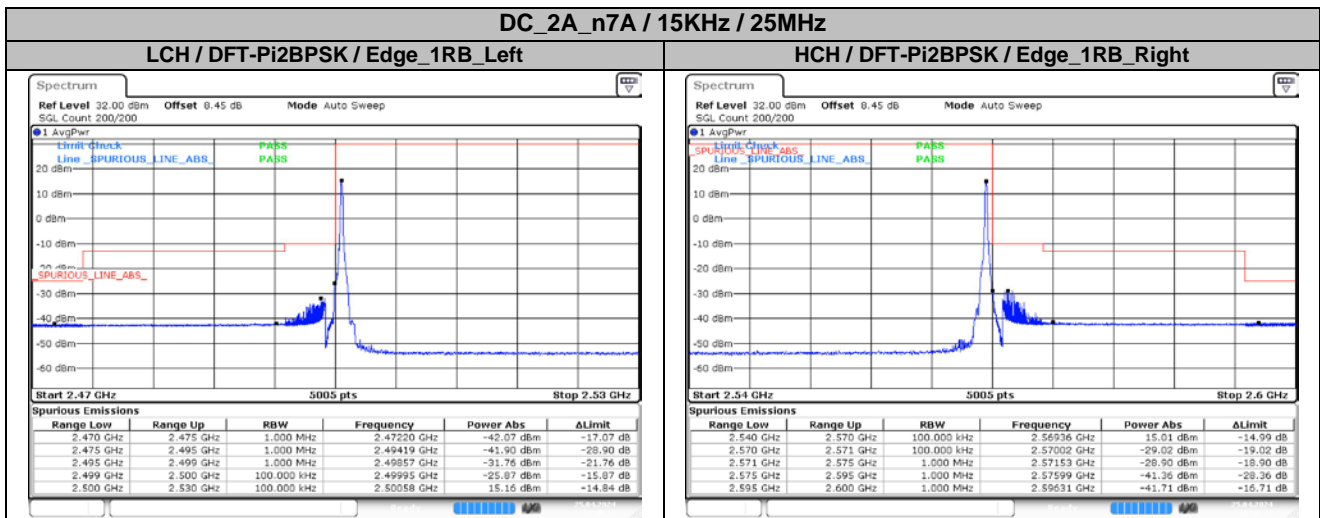 DC_2A_n7A / 15KHz / 25MHz
LCH / DFT-Pi2BPSK / Edge_1RB_Left
HCH / DFT-Pi2BPSK / Edge_1RB_Right
Spectrum
Ref Level 32.00 dBm Offset 8.45 dB Mode Auto Sweep
SGL Count 200/200
1 AvgPwr
Limit Check PASS
Line _SPURIOUS_LINE_ABS_ PASS
20 dBm
10 dBm
0 dBm
-10 dBm
-20 dBm
_SPURIOUS_LINE_ABS_
-30 dBm
-40 dBm
-50 dBm
-60 dBm
Start 2.47 GHz 5005 pts Stop 2.53 GHz
Spurious Emissions
Range Low Range Up RBW Frequency Power Abs ΔLimit
2.470 GHz 2.475 GHz 1.000 MHz 2.47220 GHz -42.07 dBm -17.07 dB
2.475 GHz 2.495 GHz 1.000 MHz 2.49419 GHz -41.90 dBm -28.90 dB
2.495 GHz 2.499 GHz 1.000 MHz 2.49857 GHz -31.76 dBm -21.76 dB
2.499 GHz 2.500 GHz 100.000 kHz 2.49995 GHz -25.87 dBm -15.87 dB
2.500 GHz 2.530 GHz 100.000 kHz 2.50058 GHz 15.16 dBm -14.84 dB
Spectrum
Ref Level 32.00 dBm Offset 8.45 dB Mode Auto Sweep
SGL Count 200/200
1 AvgPwr
Limit Check PASS
_SPURIOUS_LINE_ABS
Line _SPURIOUS_LINE_ABS_ PASS
20 dBm
10 dBm
0 dBm
-10 dBm
-20 dBm
-30 dBm
-40 dBm
-50 dBm
-60 dBm
Start 2.54 GHz 5005 pts Stop 2.6 GHz
Spurious Emissions
Range Low Range Up RBW Frequency Power Abs ΔLimit
2.540 GHz 2.570 GHz 100.000 kHz 2.56936 GHz 15.01 dBm -14.99 dB
2.570 GHz 2.571 GHz 100.000 kHz 2.57002 GHz -29.02 dBm -19.02 dB
2.571 GHz 2.575 GHz 1.000 MHz 2.57153 GHz -28.90 dBm -18.90 dB
2.575 GHz 2.595 GHz 1.000 MHz 2.57599 GHz -41.36 dBm -28.36 dB
2.595 GHz 2.600 GHz 1.000 MHz 2.59631 GHz -41.71 dBm -16.71 dB